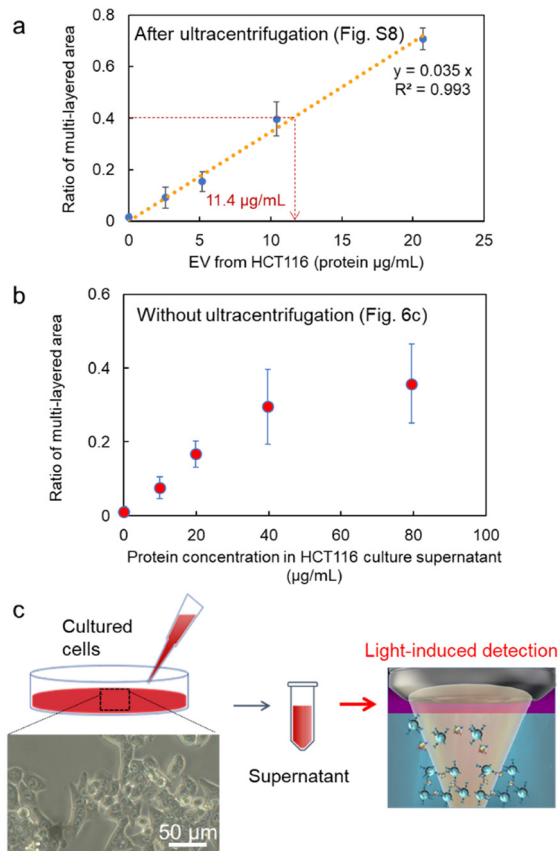 a
After ultracentrifugation (Fig. S8)
y = 0.035 x
R² = 0.993
11.4 µg/mL
Ratio of multi-layered area
0.8
0.6
0.4
0.2
0
0 5 10 15 20 25
EV from HCT116 (protein µg/mL)
b
Without ultracentrifugation (Fig. 6c)
Ratio of multi-layered area
0.6
0.4
0.2
0
0 20 40 60 80 100
Protein concentration in HCT116 culture supernatant
(µg/mL)
c
Cultured
cells
Light-induced detection
Supernatant
50 µm